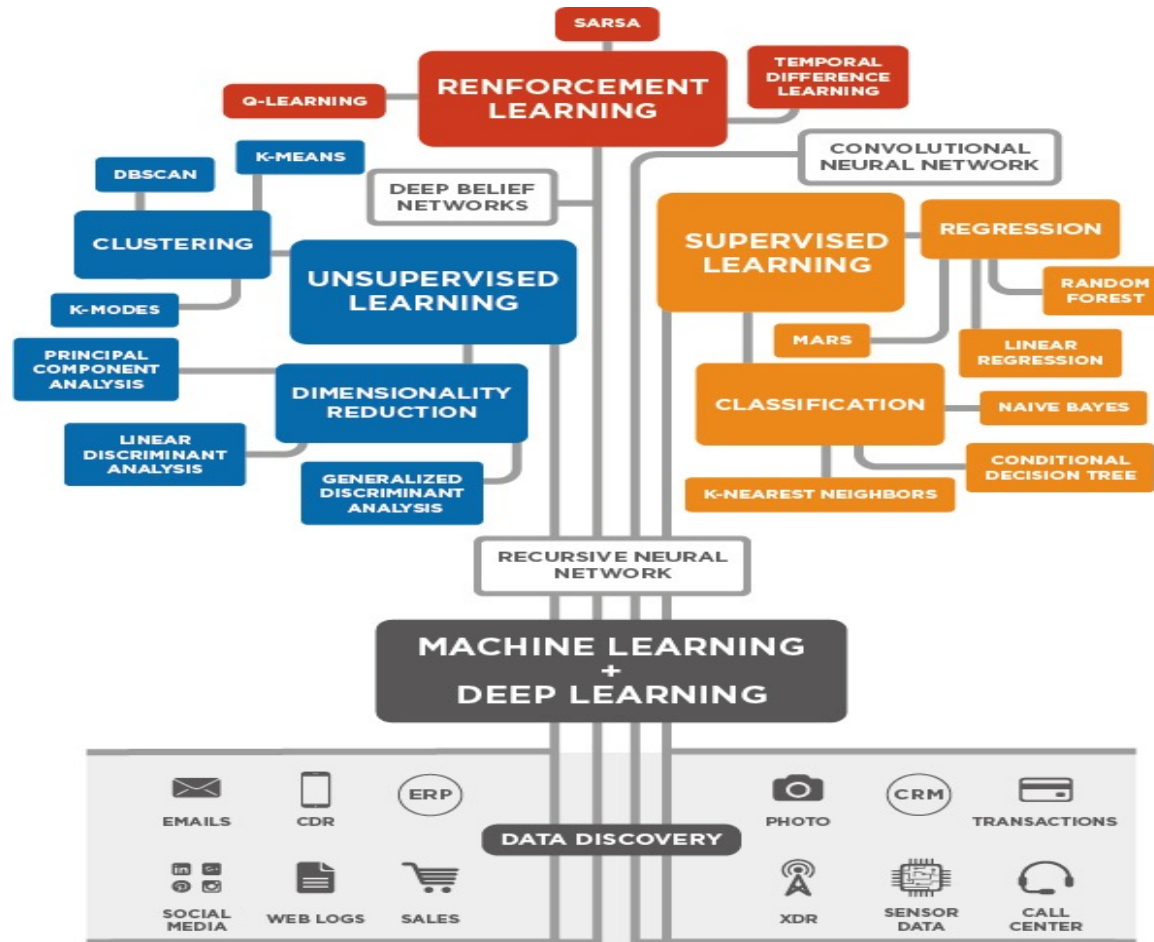 SARSA
RENFORCEMENT
LEARNING
TEMPORAL
DIFFERENCE
LEARNING
Q-LEARNING
CONVOLUTIONAL
NEURAL NETWORK
K-MEANS
DBSCAN
DEEP BELIEF
NETWORKS
CLUSTERING
UNSUPERVISED
LEARNING
K-MODES
SUPERVISED
LEARNING
REGRESSION
RANDOM
FOREST
MARS
LINEAR
REGRESSION
PRINCIPAL
COMPONENT
ANALYSIS
DIMENSIONALITY
REDUCTION
LINEAR
DISCRIMINANT
ANALYSIS
GENERALIZED
DISCRIMINANT
ANALYSIS
CLASSIFICATION
NAIVE BAYES
CONDITIONAL
DECISION TREE
K-NEAREST NEIGHBORS
RECURSIVE NEURAL
NETWORK
MACHINE LEARNING
+
DEEP LEARNING
EMAILS
CDR
ERP
PHOTO
CRM
TRANSACTIONS
DATA DISCOVERY
in
SOCIAL
MEDIA
WEB LOGS
SALES
XDR
SENSOR
DATA
CALL
CENTER